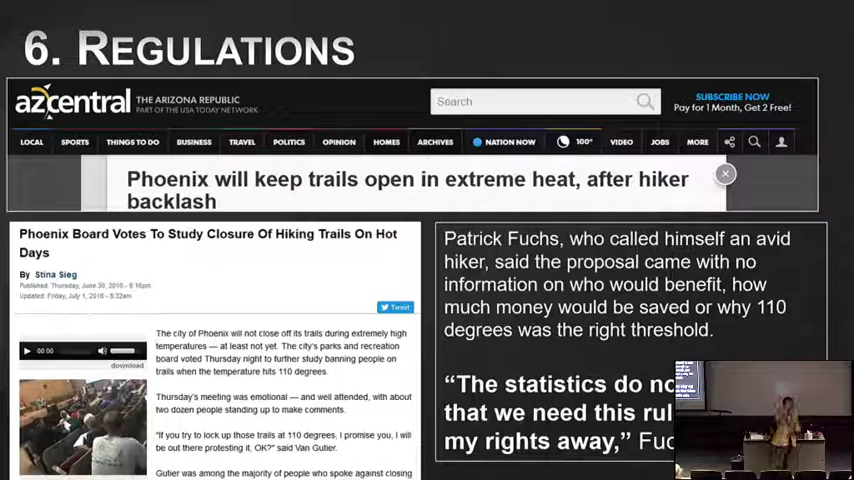 6. REGULATIONS
azcentral THE ARIZONA REPUBLIC
PART OF THE USA TODAY NETWORK
Search
SUBSCRIBE NOW
Pay for 1 Month, Get 2 Free!
LOCAL SPORTS THINGS TO DO BUSINESS TRAVEL POLITICS OPINION HOMES ARCHIVES NATION NOW 100° VIDEO JOBS MORE
Phoenix will keep trails open in extreme heat, after hiker
backlash
Phoenix Board Votes To Study Closure Of Hiking Trails On Hot
Days
By Stina Sieg
Published: Thursday, June 30, 2016 - 6:16pm
Updated: Friday, July 1, 2016 - 8:32am
Tweet
00:00
download
The city of Phoenix will not close off its trails during extremely high
temperatures — at least not yet. The city's parks and recreation
board voted Thursday night to further study banning people on
trails when the temperature hits 110 degrees.
Thursday's meeting was emotional — and well attended, with about
two dozen people standing up to make comments.
"If you try to lock up those trails at 110 degrees, I promise you, I will
be out there protesting it, OK?" said Van Gutier.
Gutier was among the majority of people who spoke against closing
Patrick Fuchs, who called himself an avid
hiker, said the proposal came with no
information on who would benefit, how
much money would be saved or why 110
degrees was the right threshold.
“The statistics do no
that we need this rul
my rights away,” Fuc